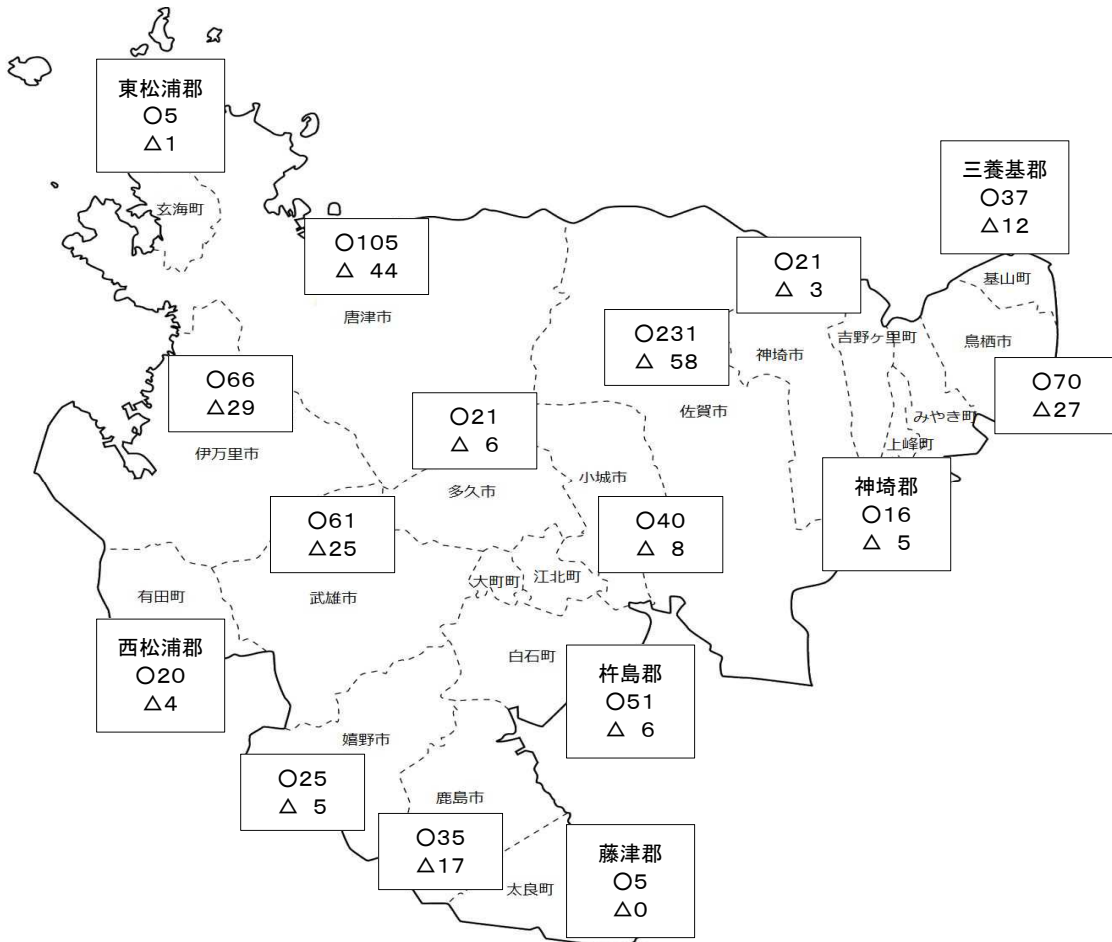 東松浦郡
○5
△1
玄海町
三養基郡
○37
△12
○105
△ 44
唐津市
○21
△ 3
基山町
吉野ヶ里町
鳥栖市
○231
△ 58
神埼市
佐賀市
○70
△27
○66
△29
伊万里市
○21
△ 6
多久市
みやき町
上峰町
小城市
神埼郡
○16
△ 5
○61
△25
○40
△ 8
大町町
江北町
有田町
武雄市
西松浦郡
○20
△4
白石町
杵島郡
○51
△ 6
嬉野市
○25
△ 5
鹿島市
○35
△17
藤津郡
○5
△0
太良町